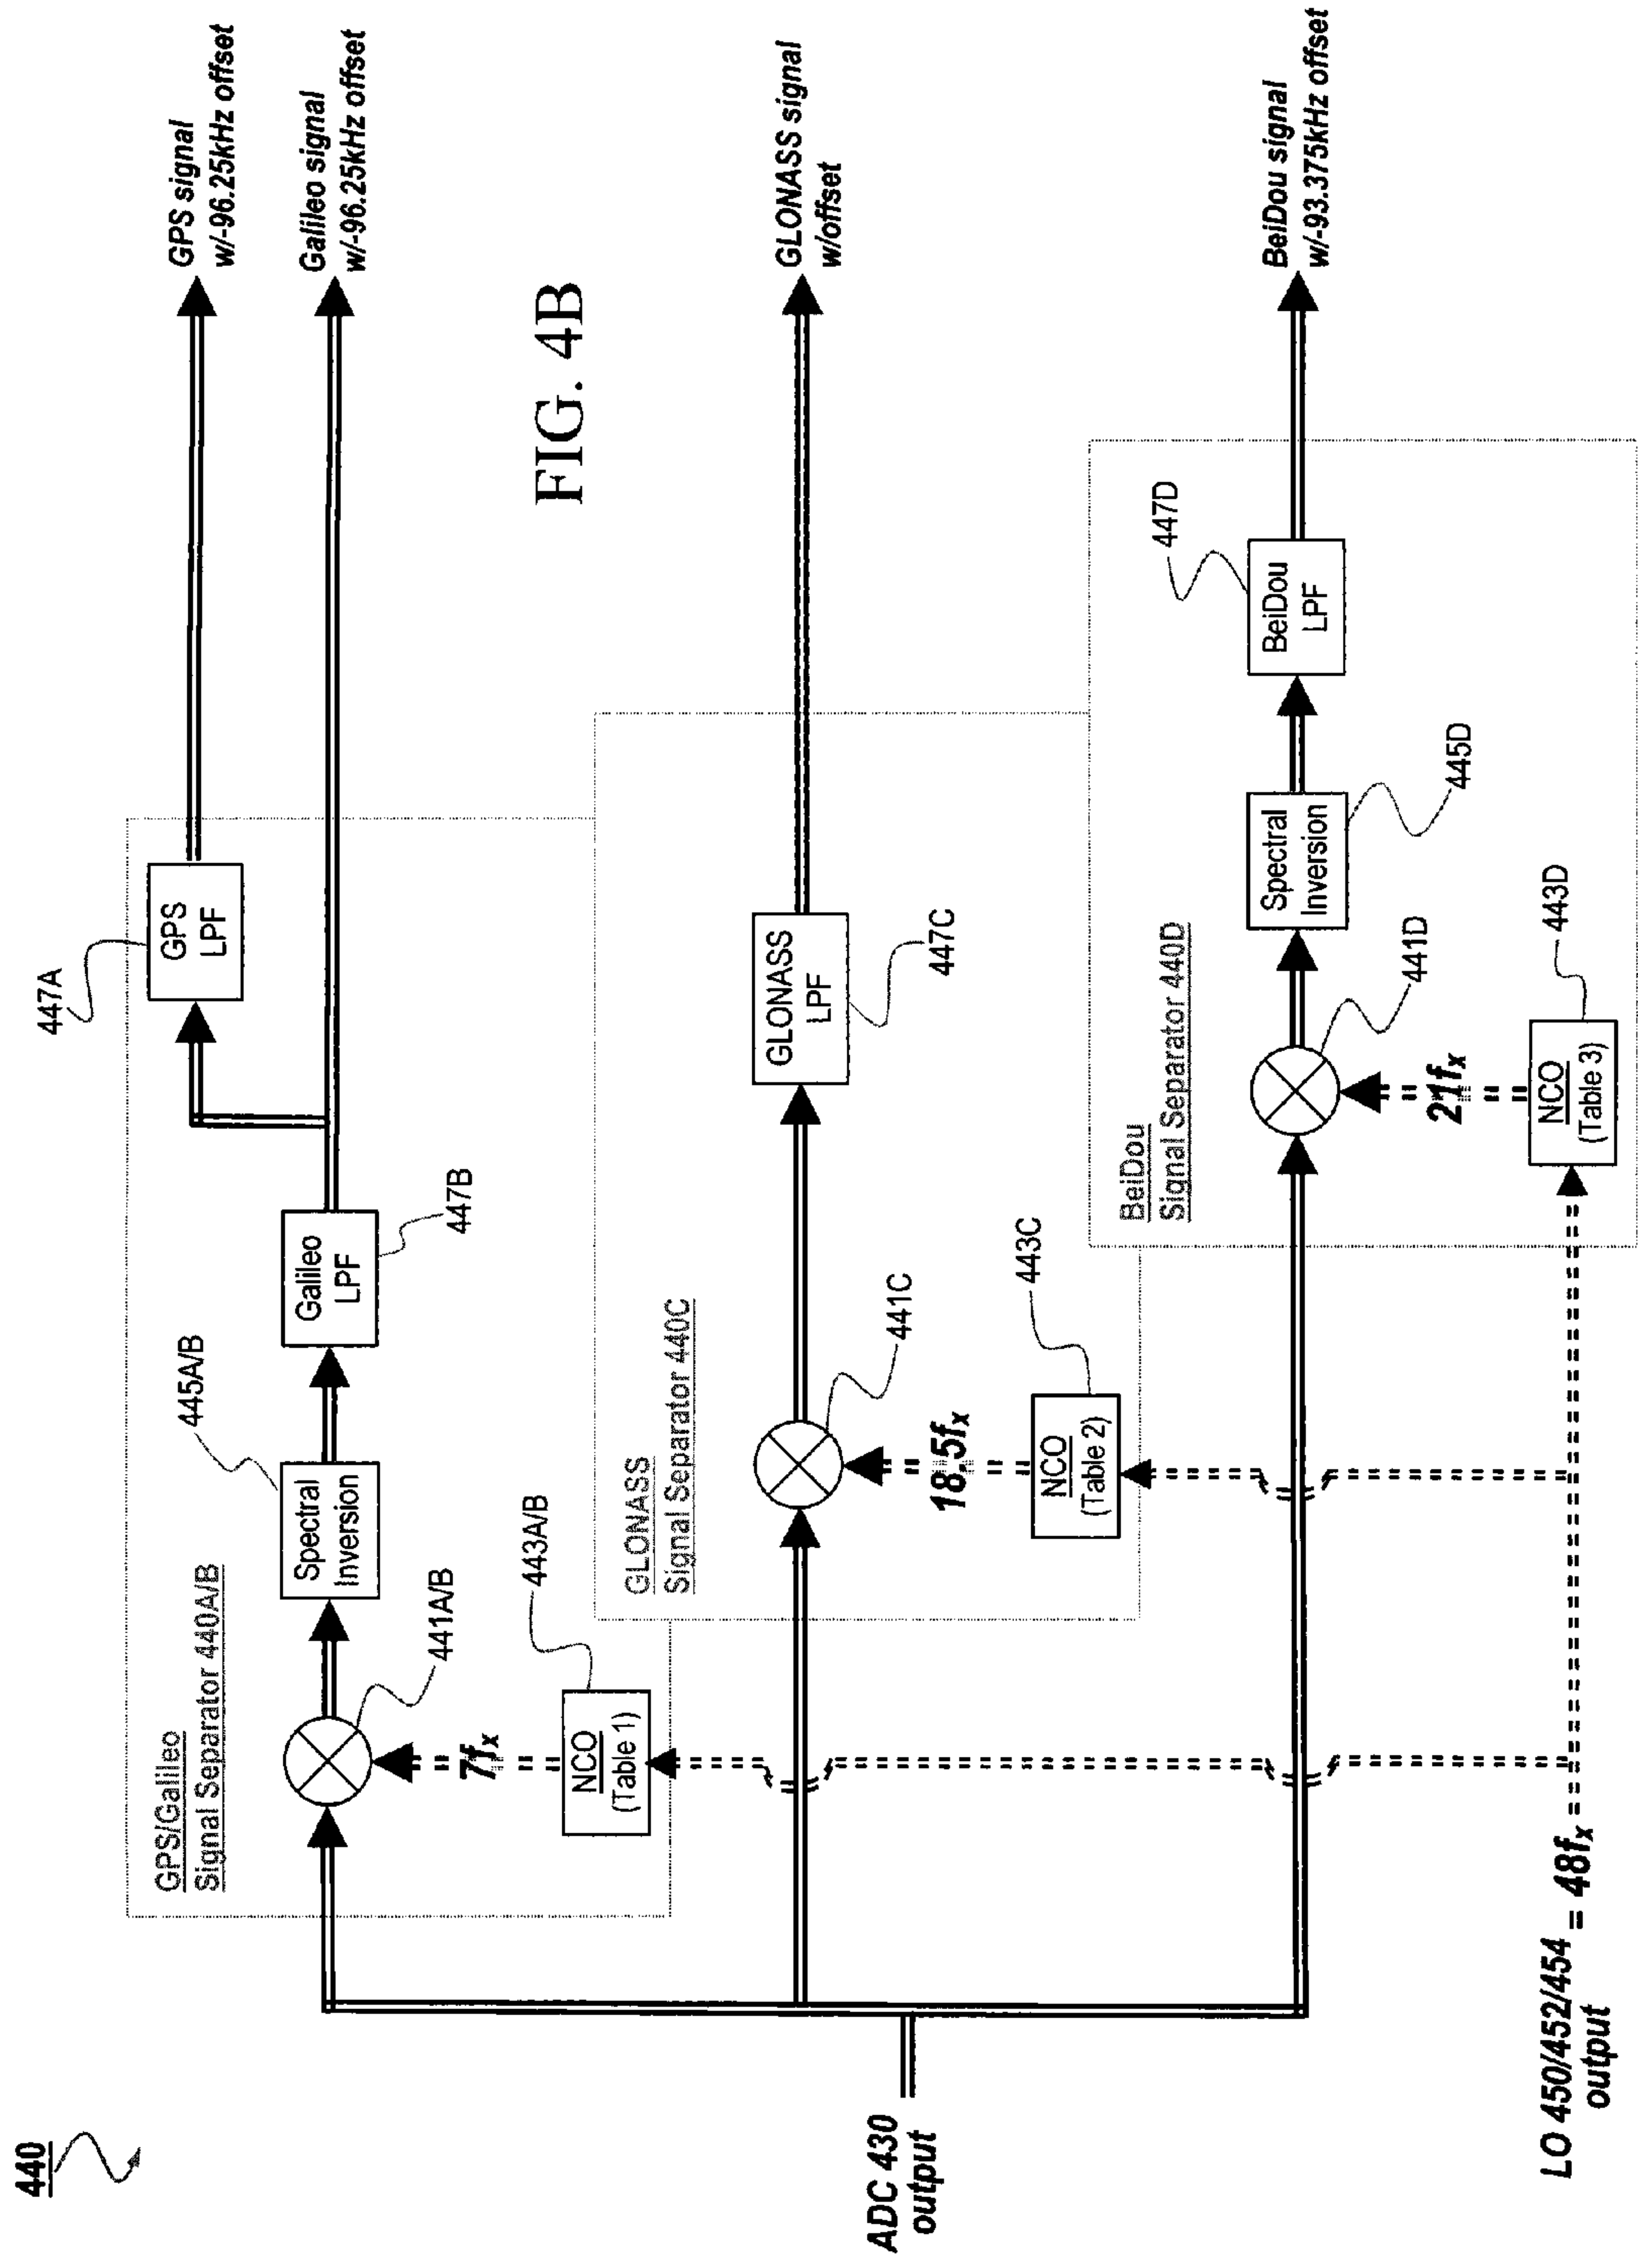 440
ADC 430
output
LO 450/452/454 = 48fx
output
GPS/Galileo
Signal Separator 440A/B
441A/B
7fx
NCO
(Table 1)
443A/B
Spectral
Inversion
445A/B
Galileo
LPF
447B
GPS
LPF
447A
GPS signal
w/-96.25kHz offset
Galileo signal
w/-96.25kHz offset
FIG. 4B
GLONASS
Signal Separator 440C
441C
18.5fx
NCO
(Table 2)
443C
GLONASS
LPF
447C
GLONASS signal
w/offset
BeiDou
Signal Separator 440D
441D
21fx
NCO
(Table 3)
443D
Spectral
Inversion
445D
BeiDou
LPF
447D
BeiDou signal
w/-93.375kHz offset